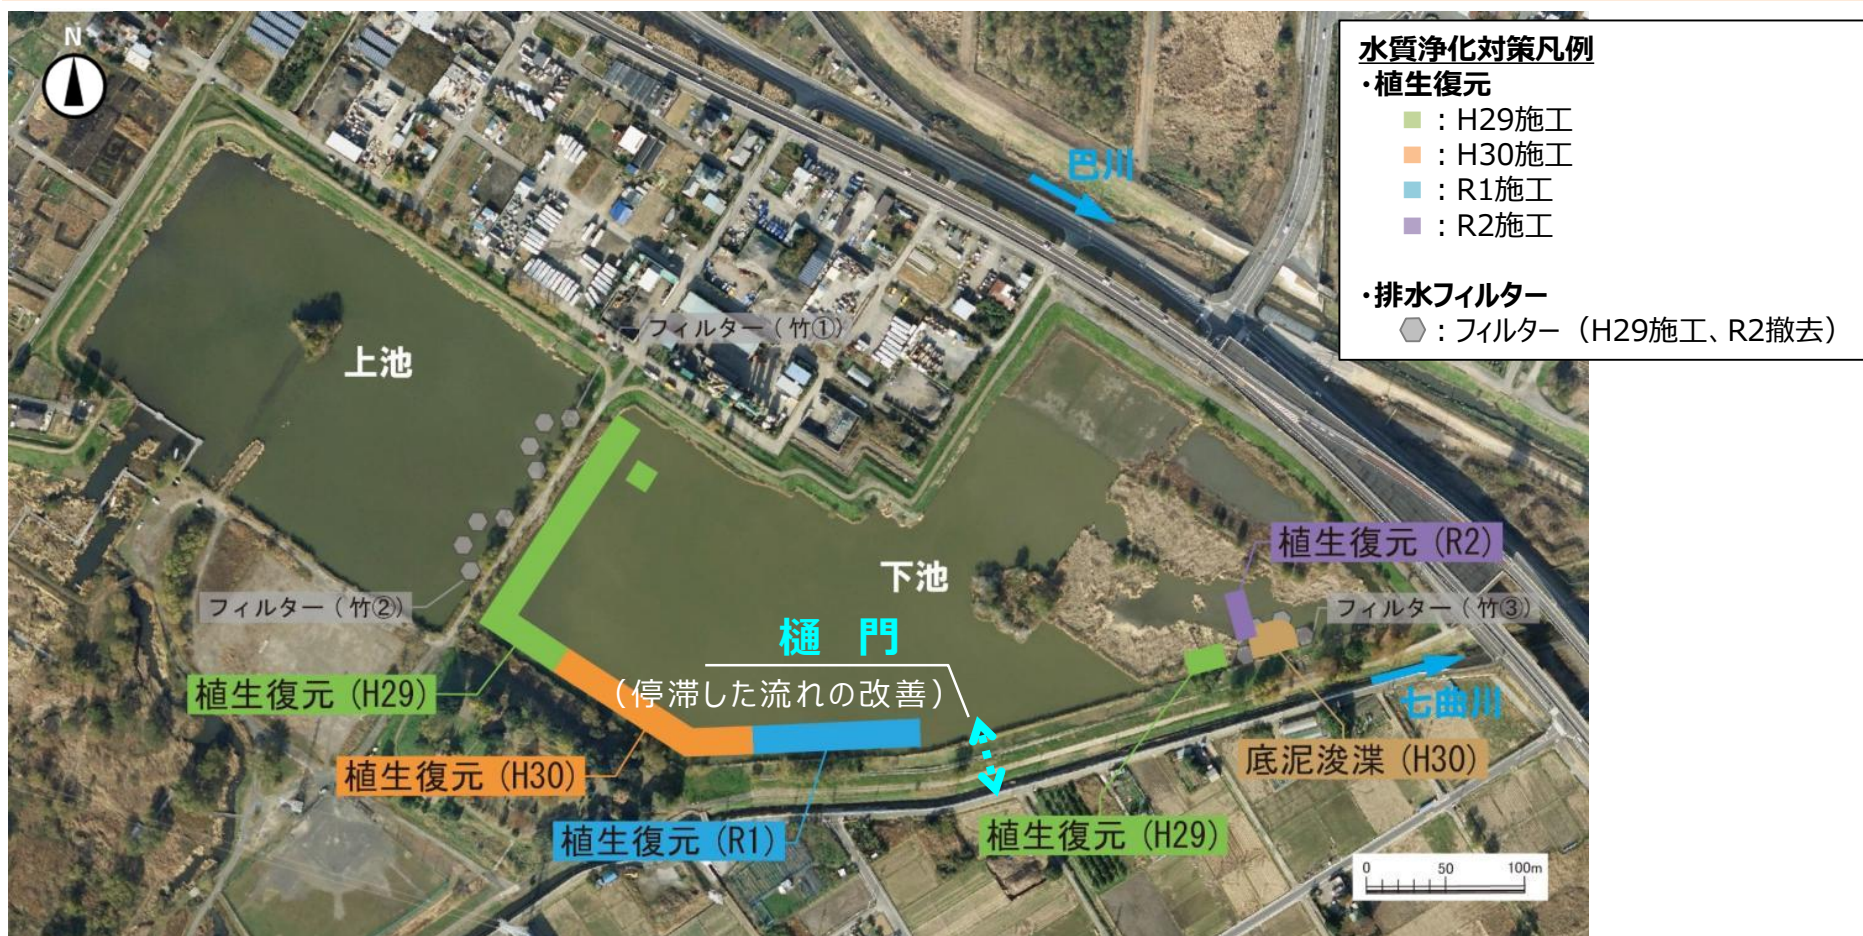 水質浄化対策凡例
・植生復元
：H29施工
：H30施工
：R1施工
：R2施工
・排水フィルター
：フィルター（H29施工、R2撤去）
N
巴川
フィルター（竹①）
上池
植生復元（R2）
下池
フィルター（竹②）
フィルター（竹③）
樋 門
（停滞した流れの改善）
植生復元（H29）
七曲川
植生復元（H30）
底泥浚渫（H30）
植生復元（R1）
植生復元（H29）
0 50 100m